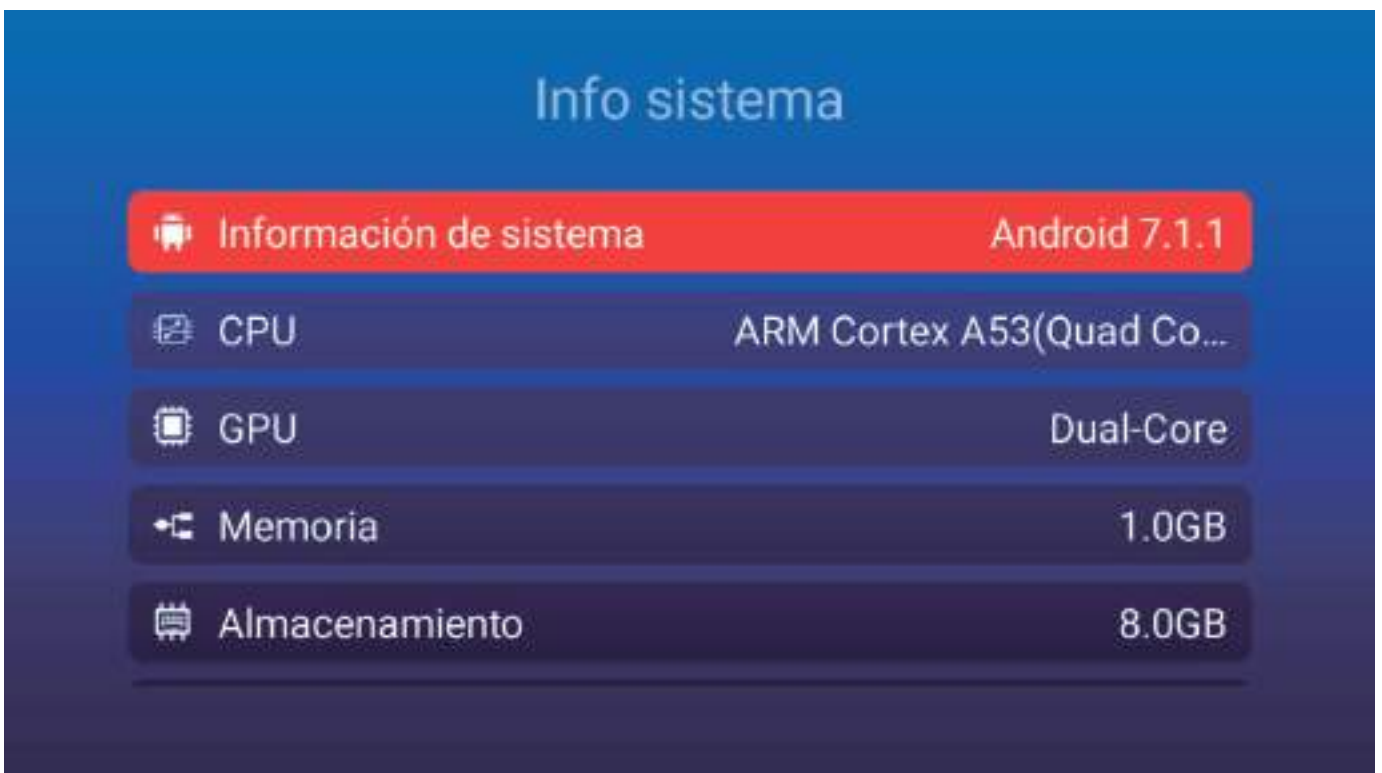 Info sistema
Información de sistema Android 7.1.1
CPU ARM Cortex A53(Quad Co...
GPU Dual-Core
Memoria 1.0GB
Almacenamiento 8.0GB